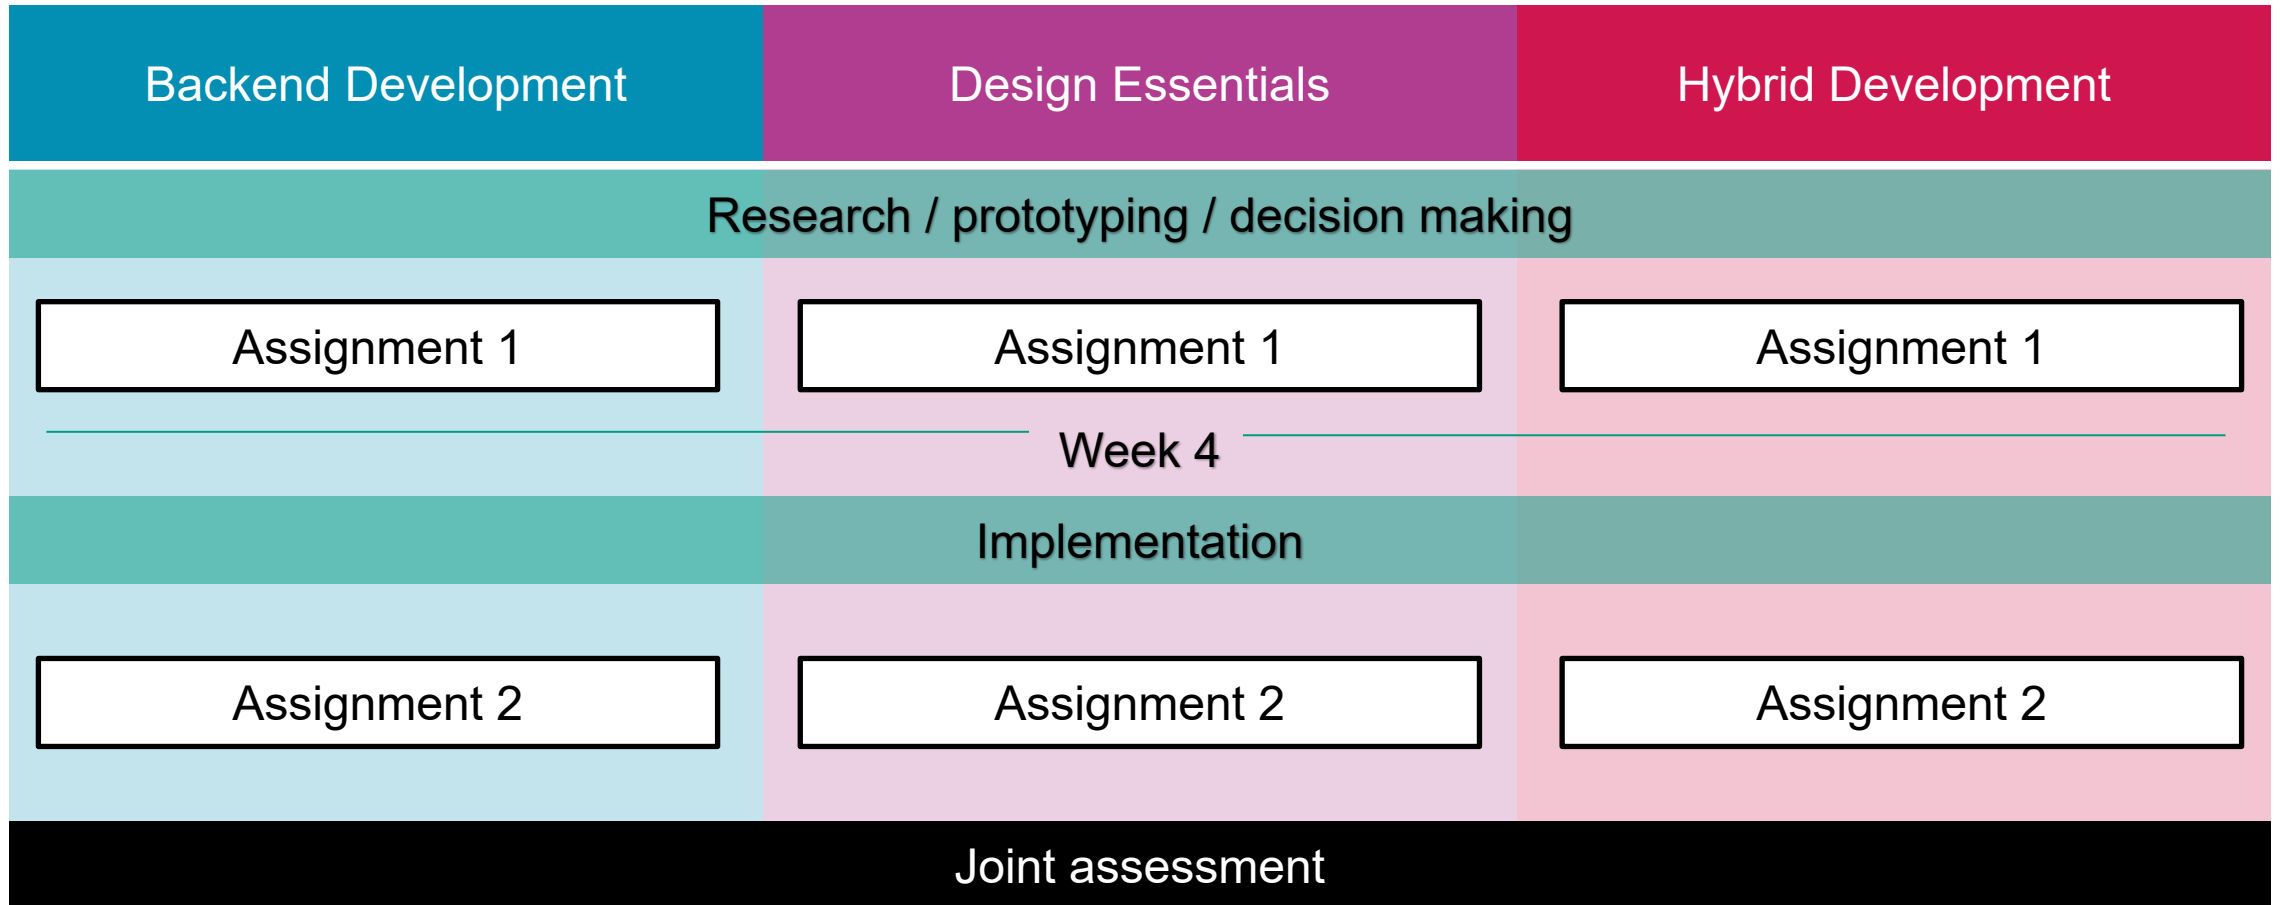 Backend Development
Design Essentials
Hybrid Development
Research / prototyping / decision making
Assignment 1
Assignment 1
Assignment 1
Week 4
Implementation
Assignment 2
Assignment 2
Assignment 2
Joint assessment